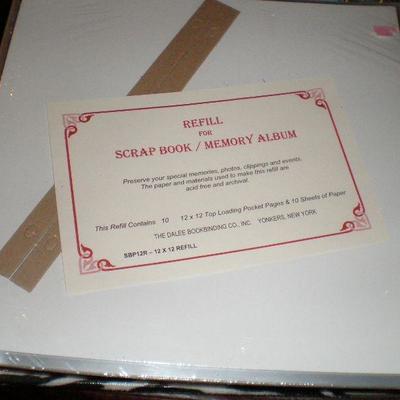 REFILL
FOR
SCRAP BOOK / MEMORY ALBUM
Preserve your special memories, photos, clippings and events.
The paper and materials used to make this refill are
acid free and archival.
This Refill Contains 10 12 x 12 Top Loading Pocket Pages & 10 Sheets of Paper
THE DALEE BOOKBINDING CO., INC. YONKERS, NEW YORK
SBP12R – 12 X 12 REFILL